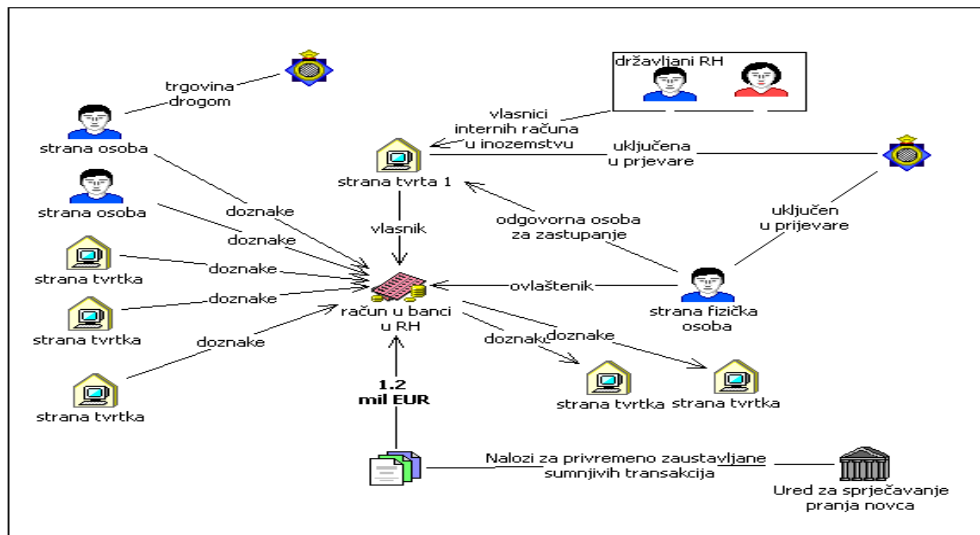 državljani RH
trgovina
drogom
vlasnici
internih računa
u inozemstvu
strana osoba
uključena
u prjevare
strana tvrta 1
strana osoba
doznake
odgovorna osoba
za zastupanje
uključen
u prijevare
doznake
vlasnik
strana tvrtka
doznake
doznake
ovlaštenik
račun u banci
u RH
strana fizička
osoba
strana tvrtka
doznake
doznake
doznake
1.2
mil EUR
strana tvrtka
strana tvrtka
strana tvrtka
Nalozi za privremeno zaustavljane
sumnjivih transakcija
Ured za sprječavanje
pranja novca